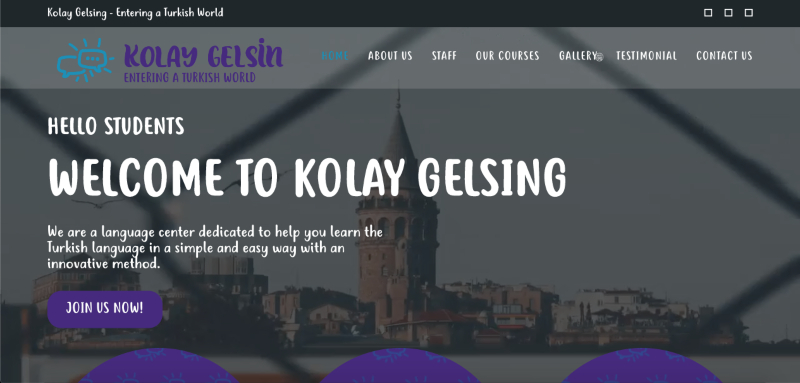 Kolay Gelsing - Entering a Turkish World
KOLAY GELSİN
ENTERING A TURKISH WORLD
HOME
ABOUT US
STAFF
OUR COURSES
GALLERY
TESTIMONIAL
CONTACT US
HELLO STUDENTS
WELCOME TO KOLAY GELSING
We are a language center dedicated to help you learn the
Turkish language in a simple and easy way with an
innovative method.
JOIN US NOW!